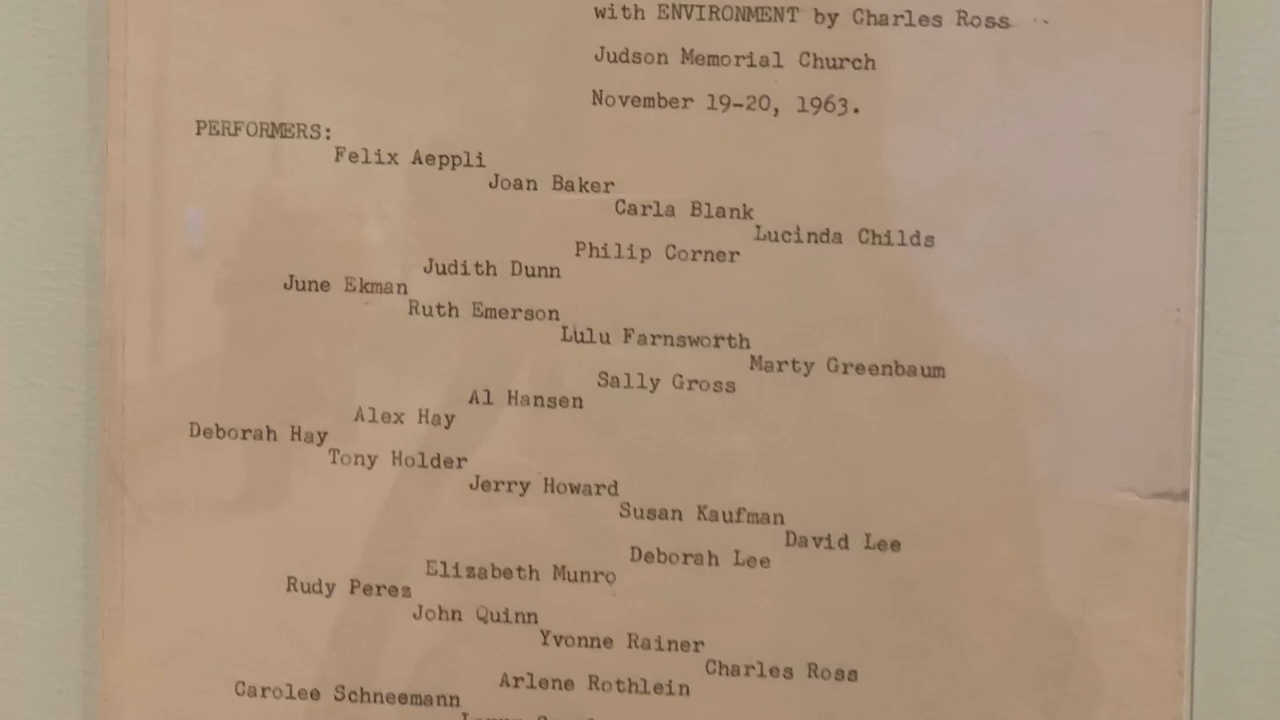 with ENVIRONMENT by Charles Ross
Judson Memorial Church
November 19-20, 1963.
PERFORMERS:
Felix Aeppli
Joan Baker
Carla Blank
Lucinda Childs
Philip Corner
Judith Dunn
June Ekman
Ruth Emerson
Lulu Farnsworth
Marty Greenbaum
Sally Gross
Al Hansen
Alex Hay
Deborah Hay
Tony Holder
Jerry Howard
Susan Kaufman
David Lee
Deborah Lee
Elizabeth Munro
Rudy Perez
John Quinn
Yvonne Rainer
Charles Ross
Arlene Rothlein
Carolee Schneemann